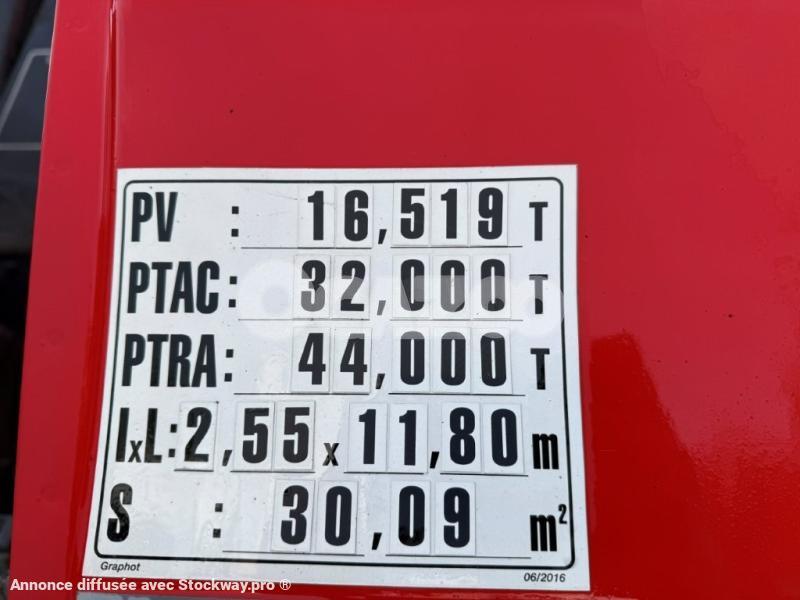 PV : 16,519 T
PTAC: 32,000 T
PTRA: 44,000 T
IxL: 2,55 x 11,80 m
S : 30,09 m²
Graphot 06/2016
Annonce diffusée avec Stockway.pro ®